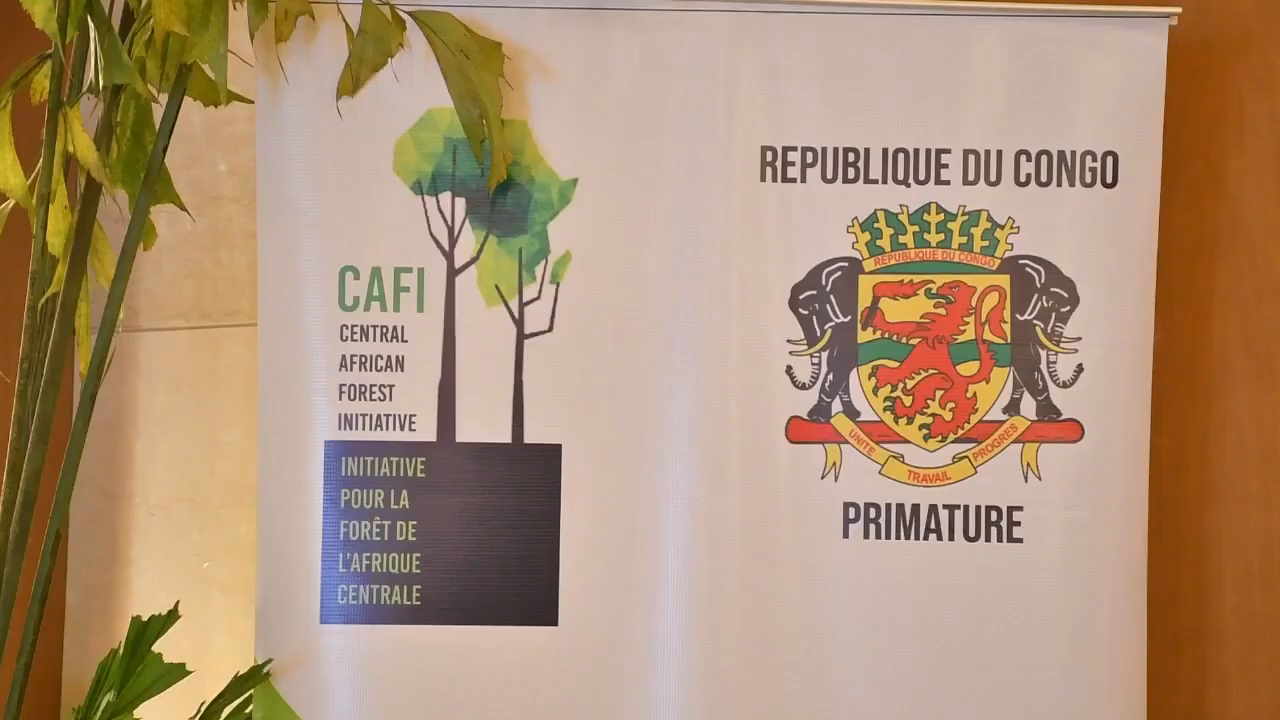 CAFI
CENTRAL
AFRICAN
FOREST
INITIATIVE
INITIATIVE
POUR LA
FORÊT DE
L'AFRIQUE
CENTRALE
REPUBLIQUE DU CONGO
REPUBLIQUE DU CONGO
UNITE
TRAVAIL
PROGRES
PRIMATURE